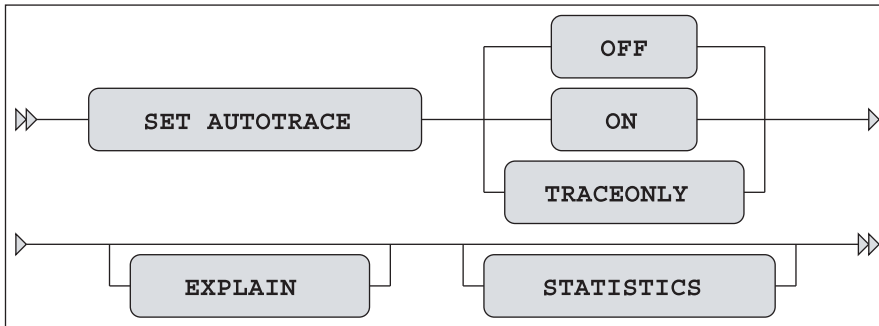 OFF
SET AUTOTRACE
ON
TRACEONLY
EXPLAIN
STATISTICS